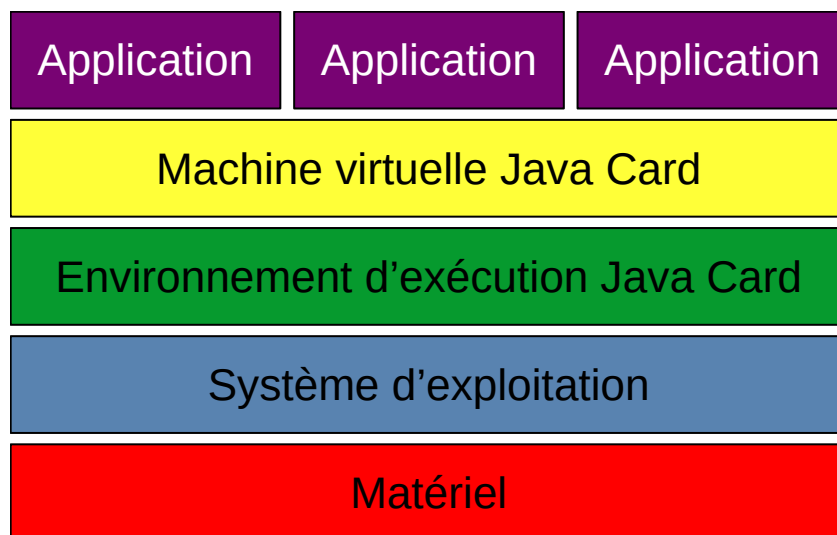 Application Application Application
Machine virtuelle Java Card
Environnement d’exécution Java Card
Système d’exploitation
Matériel